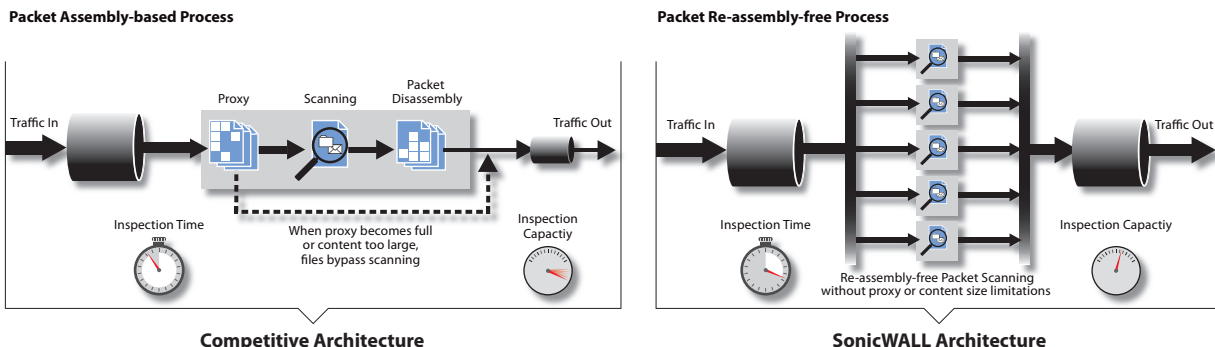 Packet Assembly-based Process
Proxy
Scanning
Packet
Disassembly
Traffic In
Traffic Out
Inspection Time
When proxy becomes full
or content too large,
files bypass scanning
Inspection
Capactiy
Competitive Architecture
Packet Re-assembly-free Process
Traffic In
Traffic Out
Inspection Time
Inspection Capactiy
Re-assembly-free Packet Scanning
without proxy or content size limitations
SonicWALL Architecture